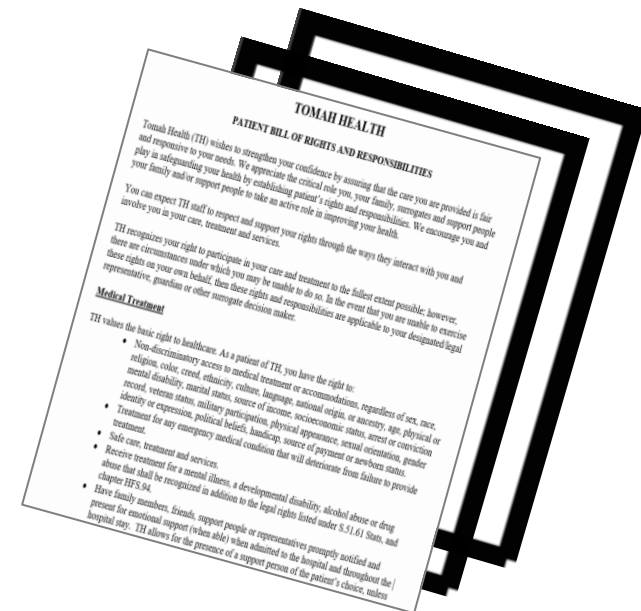 TOMAH HEALTH
PATIENT BILL OF RIGHTS AND RESPONSIBILITIES
Tomah Health (TH) wishes to strengthen your confidence by assuring that the care you are provided is fair
and responsive to your needs. We appreciate the critical role you, your family, surrogates and support people
play in safeguarding your health by establishing patient's rights and responsibilities. We encourage you and
your family and/or support people to take an active role in improving your health.
You can expect TH staff to respect and support your rights through the ways they interact with you and
involve you in your care, treatment and services.
TH recognizes your right to participate in your care and treatment to the fullest extent possible; however,
there are circumstances under which you may be unable to do so. In the event that you are unable to exercise
these rights on your own behalf, then these rights and responsibilities are applicable to your designated/legal
representative, guardian or other surrogate decision maker.
Medical Treatment
TH values the basic right to healthcare. As a patient of TH, you have the right to:
• Non-discriminatory access to medical treatment or accommodations, regardless of sex, race,
religion, color, creed, ethnicity, culture, language, national origin, or ancestry, age, physical or
mental disability, marital status, source of income, socioeconomic status, arrest or conviction
record, veteran status, military participation, physical appearance, sexual orientation, gender
identity or expression, political beliefs, handicap, source of payment or newborn status.
• Treatment for any emergency medical condition that will deteriorate from failure to provide
treatment.
• Safe care, treatment and services.
• Receive treatment for a mental illness, a developmental disability, alcohol abuse or drug
abuse that shall be recognized in addition to the legal rights listed under S.51.61 Stats, and
chapter HFS.94.
• Have family members, friends, support people or representatives promptly notified and
present for emotional support (when able) when admitted to the hospital and throughout the
hospital stay. TH allows for the presence of a support person of the patient's choice, unless